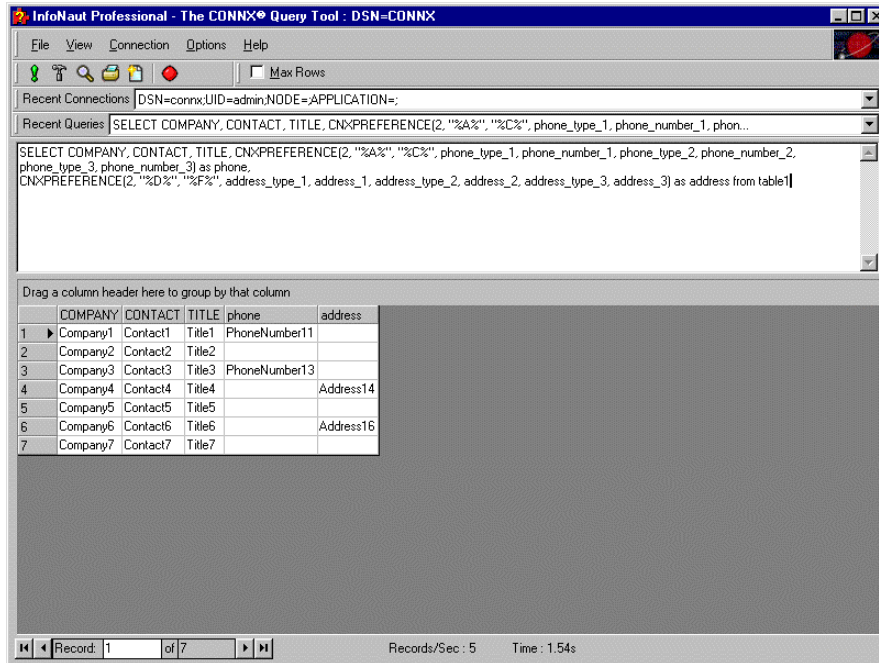 InfoNaut Professional - The CONNX® Query Tool : DSN=CONNX
File View Connection Options Help
Max Rows
Recent Connections DSN=connx;UID=admin;NODE=;APPLICATION=;
Recent Queries SELECT COMPANY, CONTACT, TITLE, CNXPREFERENCE(2, "%A%", "%C%", phone_type_1, phone_number_1, phon...
SELECT COMPANY, CONTACT, TITLE, CNXPREFERENCE(2, "%A%", "%C%", phone_type_1, phone_number_1, phone_type_2, phone_number_2,
phone_type_3, phone_number_3) as phone,
CNXPREFERENCE(2, "%D%", "%F%", address_type_1, address_1, address_type_2, address_2, address_type_3, address_3) as address from table1
Drag a column header here to group by that column
COMPANY CONTACT TITLE phone address
1 Company1 Contact1 Title1 PhoneNumber11
2 Company2 Contact2 Title2
3 Company3 Contact3 Title3 PhoneNumber13
4 Company4 Contact4 Title4 Address14
5 Company5 Contact5 Title5
6 Company6 Contact6 Title6 Address16
7 Company7 Contact7 Title7
Record: 1 of 7 Records/Sec : 5 Time : 1.54s